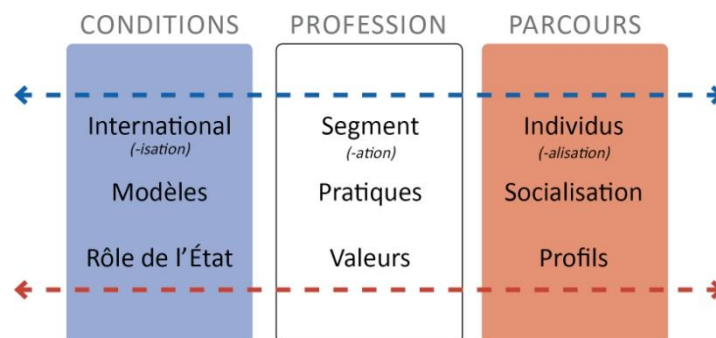 CONDITIONS PROFESSION PARCOURS
International Segment Individus
(-isation) (-ation) (-alisation)
Modèles Pratiques Socialisation
Rôle de l'État Valeurs Profils